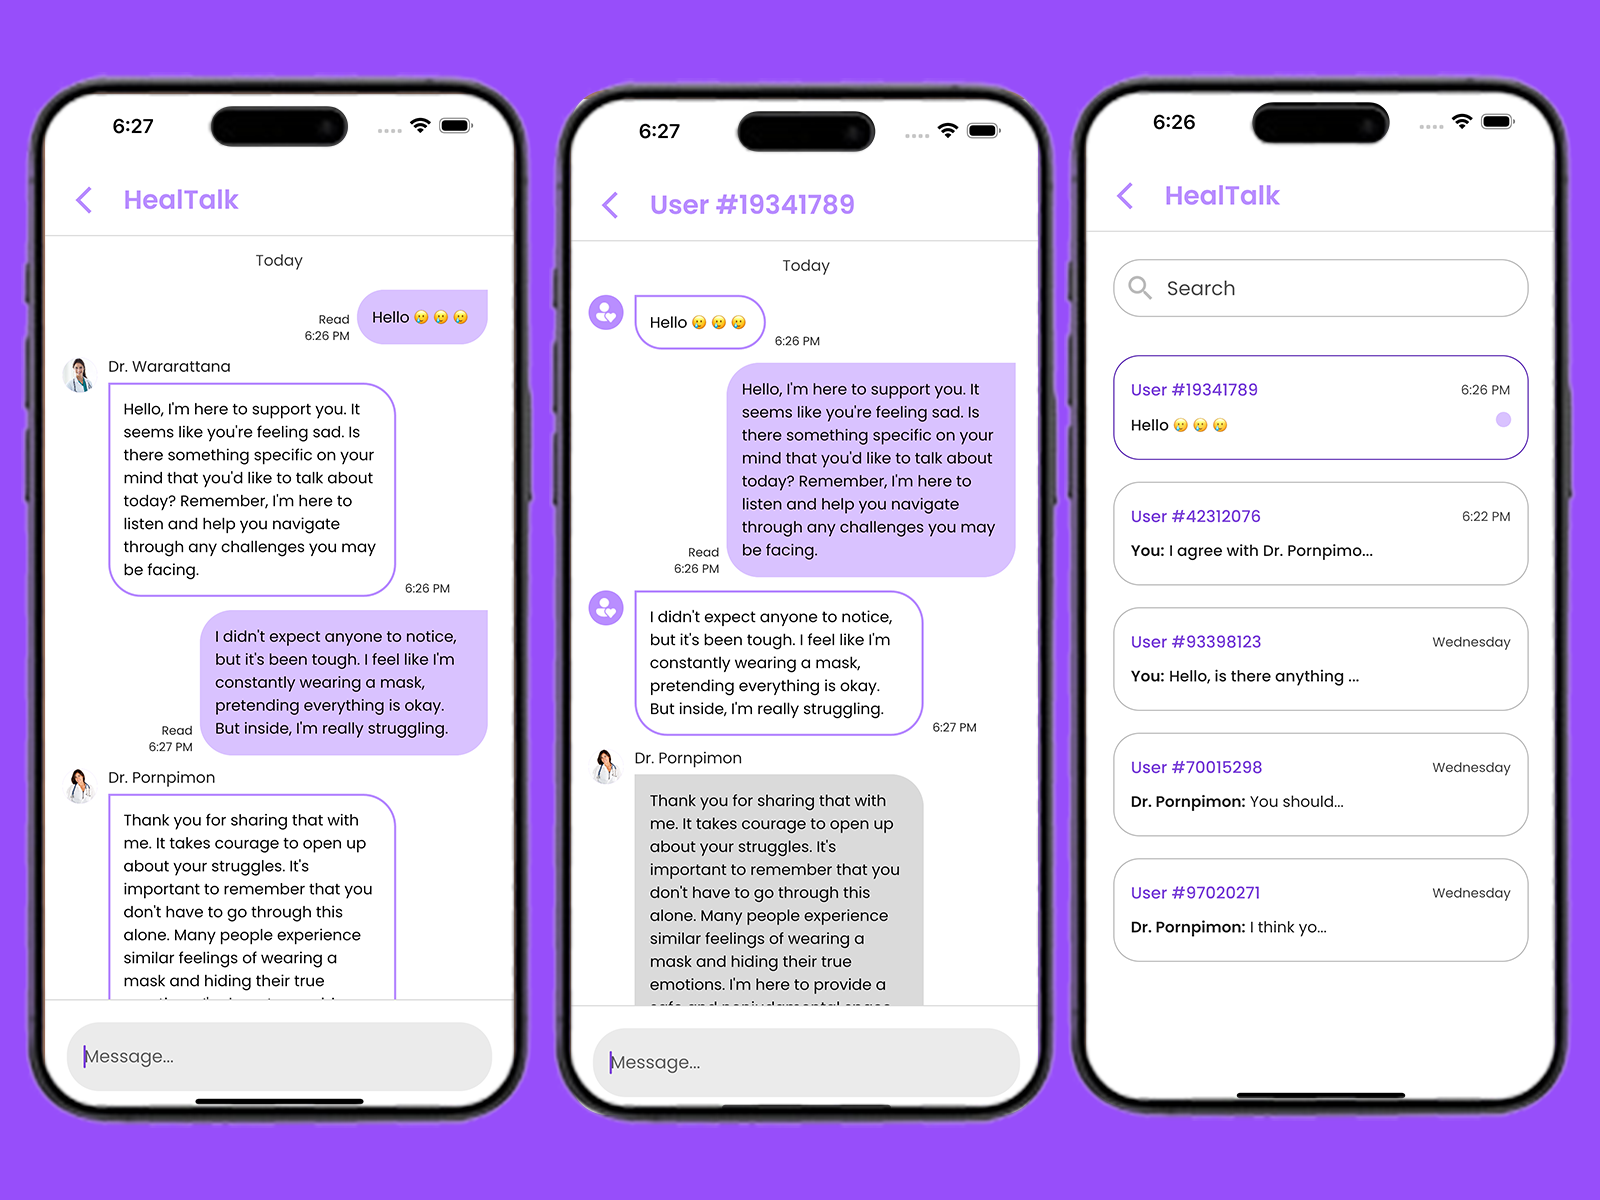 6:27
HealTalk
Today
Hello 🥲 🥲 🥲
Read
6:26 PM
Dr. Wararattana
Hello, I'm here to support you. It
seems like you're feeling sad. Is
there something specific on your
mind that you'd like to talk about
today? Remember, I'm here to
listen and help you navigate
through any challenges you may
be facing.
6:26 PM
I didn't expect anyone to notice,
but it's been tough. I feel like I'm
constantly wearing a mask,
pretending everything is okay.
But inside, I'm really struggling.
Read
6:27 PM
Dr. Pornpimon
Thank you for sharing that with
me. It takes courage to open up
about your struggles. It's
important to remember that you
don't have to go through this
alone. Many people experience
similar feelings of wearing a
mask and hiding their true
Message...
6:27
User #19341789
Today
Hello 🥲 🥲 🥲
6:26 PM
Hello, I'm here to support you. It
seems like you're feeling sad. Is
there something specific on your
mind that you'd like to talk about
today? Remember, I'm here to
listen and help you navigate
through any challenges you may
be facing.
Read
6:26 PM
I didn't expect anyone to notice,
but it's been tough. I feel like I'm
constantly wearing a mask,
pretending everything is okay.
But inside, I'm really struggling.
6:27 PM
Dr. Pornpimon
Thank you for sharing that with
me. It takes courage to open up
about your struggles. It's
important to remember that you
don't have to go through this
alone. Many people experience
similar feelings of wearing a
mask and hiding their true
emotions. I'm here to provide a
safe and nonjudgmental space
Message...
6:26
HealTalk
Search
User #19341789
6:26 PM
Hello 🥲 🥲 🥲
User #42312076
6:22 PM
You: I agree with Dr. Pornpimo...
User #93398123
Wednesday
You: Hello, is there anything ...
User #70015298
Wednesday
Dr. Pornpimon: You should...
User #97020271
Wednesday
Dr. Pornpimon: I think yo...